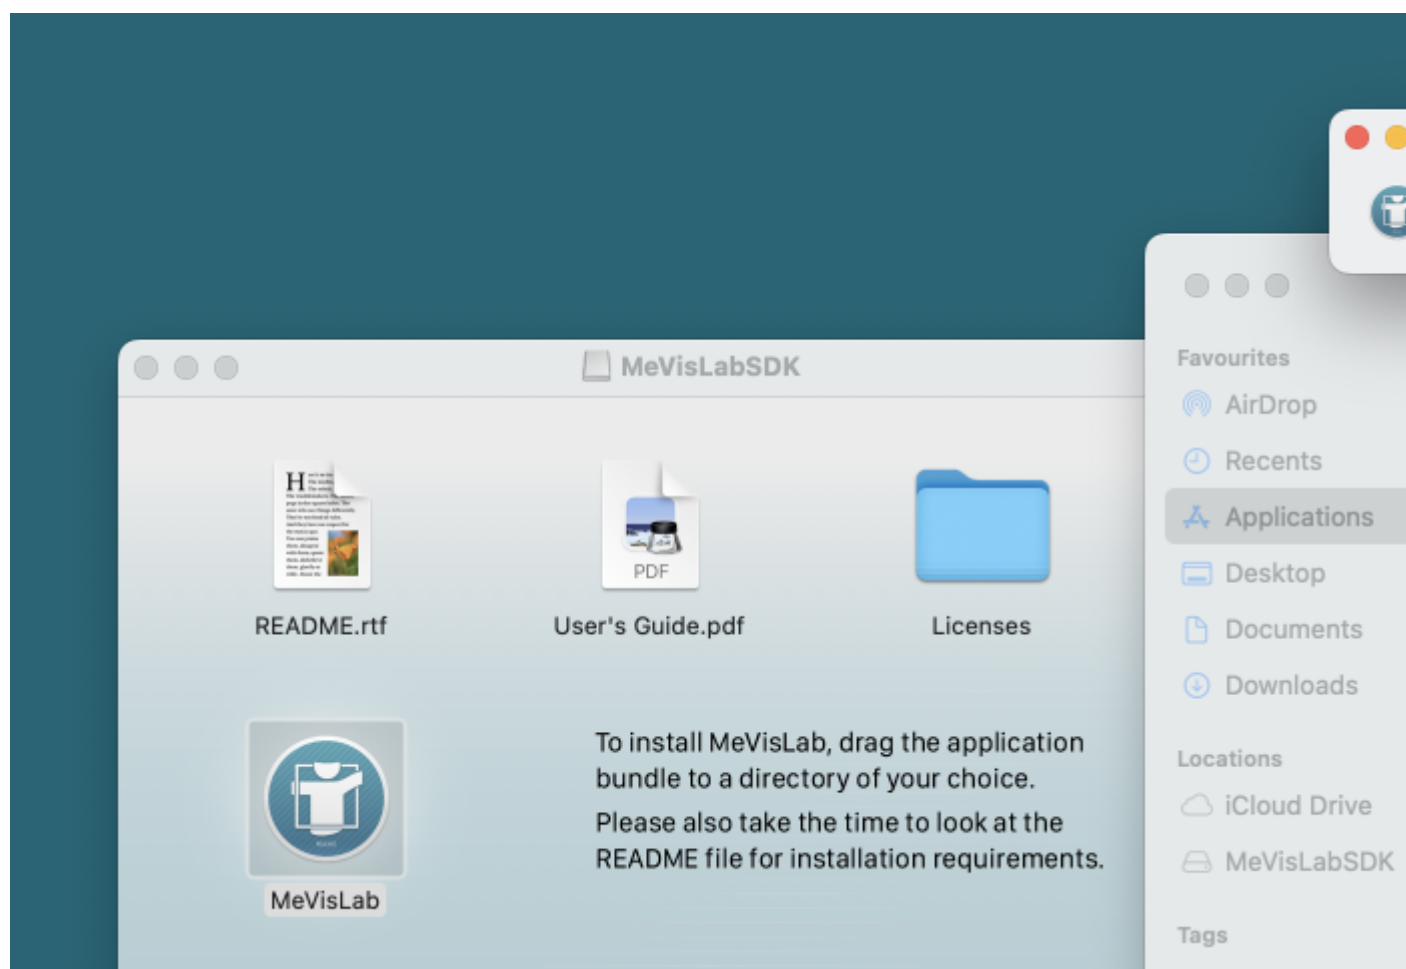 MeVisLabSDK
README.rtf
PDF
User's Guide.pdf
Licenses
MeVisLab
To install MeVisLab, drag the application
bundle to a directory of your choice.
Please also take the time to look at the
README file for installation requirements.
Favourites
AirDrop
Recents
Applications
Desktop
Documents
Downloads
Locations
iCloud Drive
MeVisLabSDK
Tags